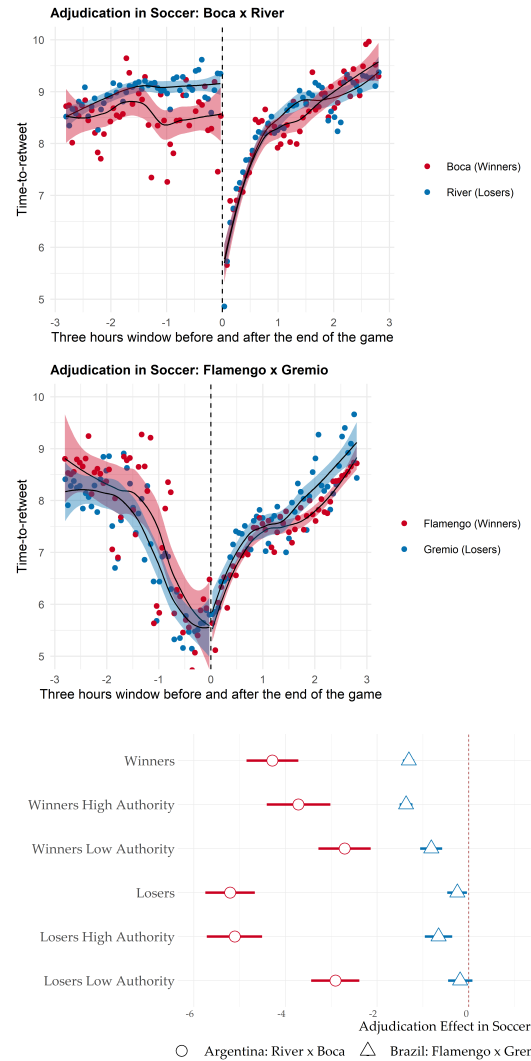 Adjudication in Soccer: Boca x River
10
9
8
7
6
5
Time-to-retweet
-3 -2 -1 0 1 2 3
Three hours window before and after the end of the game
Boca (Winners)
River (Losers)
Adjudication in Soccer: Flamengo x Gremio
10
9
8
7
6
5
Time-to-retweet
-3 -2 -1 0 1 2 3
Three hours window before and after the end of the game
Flamengo (Winners)
Gremio (Losers)
Winners
Winners High Authority
Winners Low Authority
Losers
Losers High Authority
Losers Low Authority
-6 -4 -2 0
Adjudication Effect in Soccer
Argentina: River x Boca Brazil: Flamengo x Gren